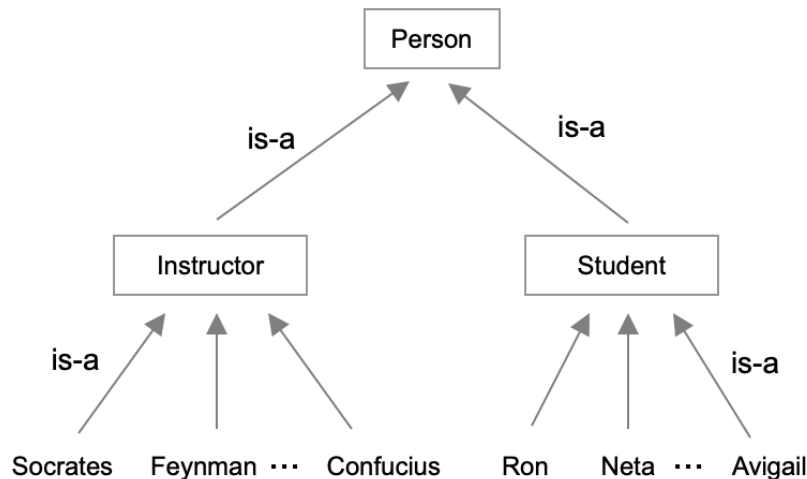 Person
is-a
is-a
Instructor
Student
is-a
is-a
Socrates Feynman ... Confucius Ron Neta ... Avigail